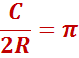 C/2R = π